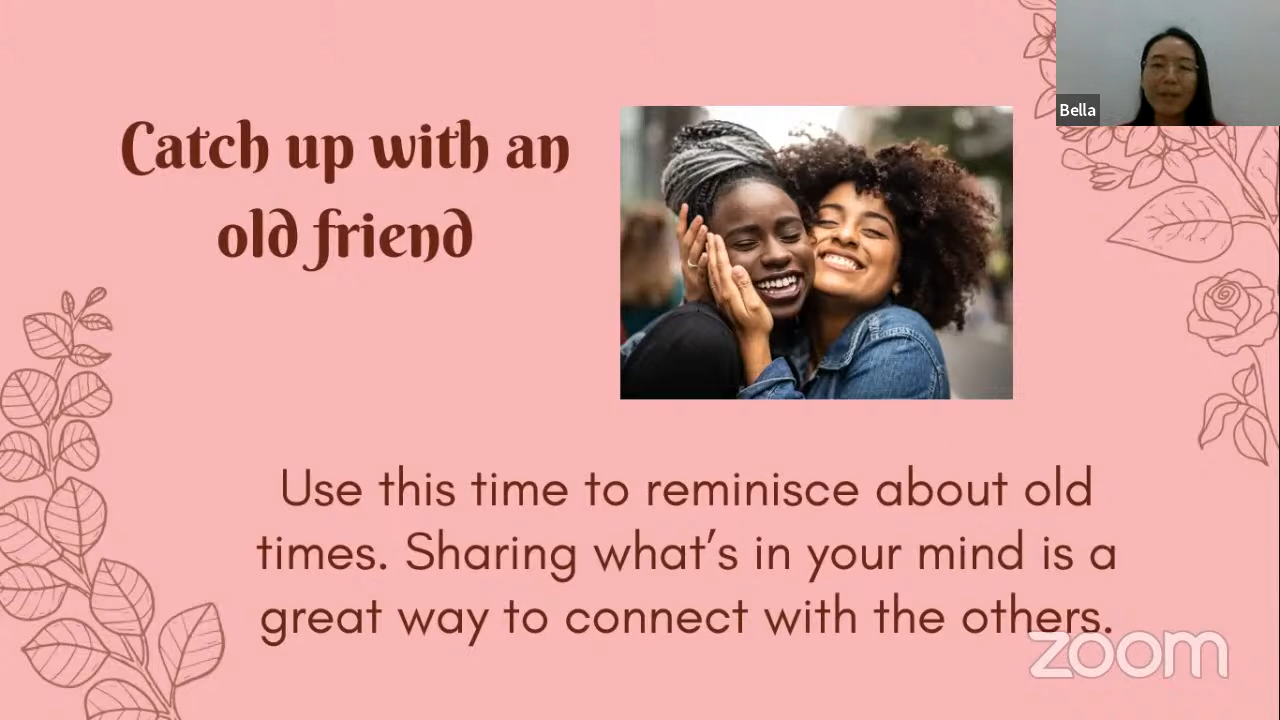 Bella
Catch up with an
old friend
Use this time to reminisce about old
times. Sharing what's in your mind is a
great way to connect with the others.
zoom